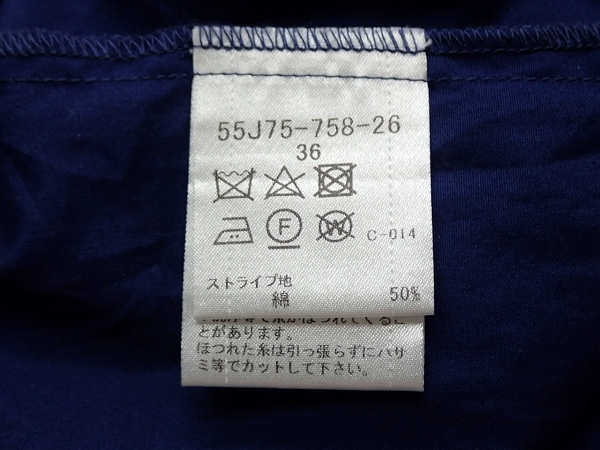 55J75-758-26
36
F W C-014
ストライプ地
綿 50%
とがあります。
ほつれた糸は引っ張らずにハサ
ミ等でカットして下さい。